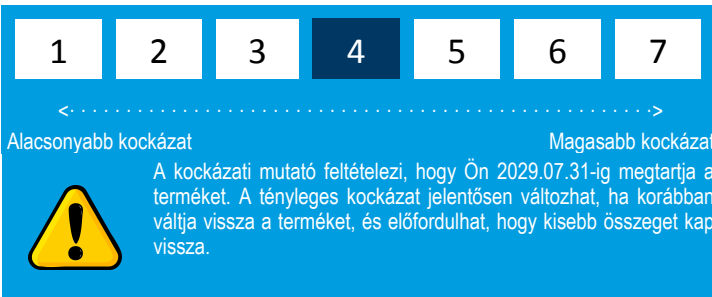 1 2 3 4 5 6 7
Alacsonyabb kockázat Magasabb kockázat
A kockázati mutató feltételezi, hogy Ön 2029.07.31-ig megtartja a
terméket. A tényleges kockázat jelentősen változhat, ha korábban
váltja vissza a terméket, és előfordulhat, hogy kisebb összeget kap
vissza.